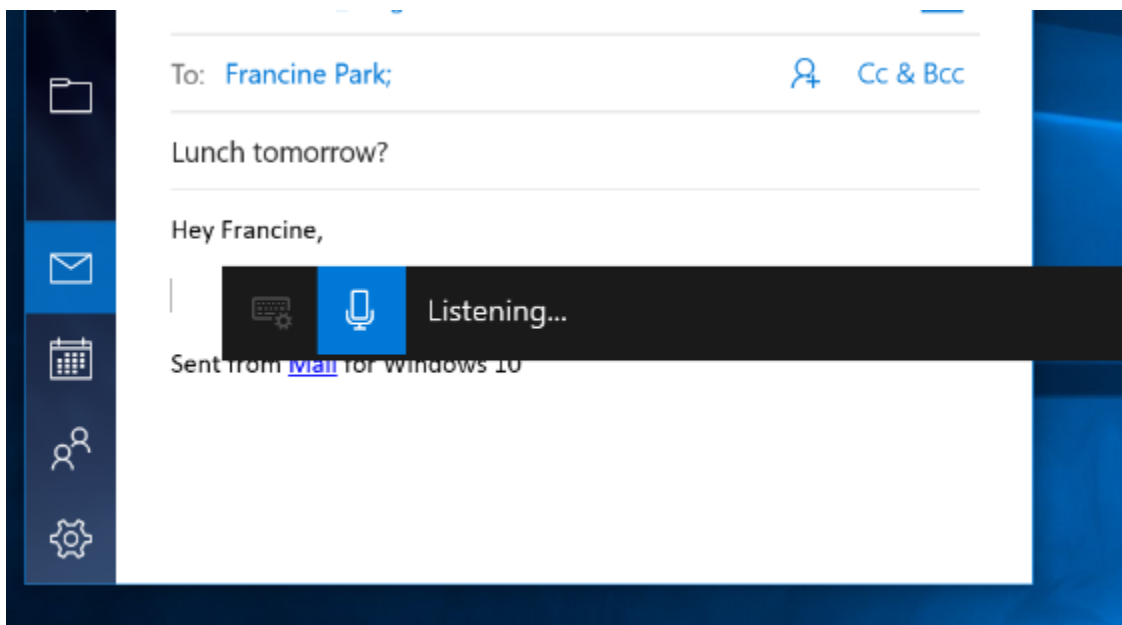 To: Francine Park; Cc & Bcc
Lunch tomorrow?
Hey Francine,
Listening...
Sent from Mail for Windows 10